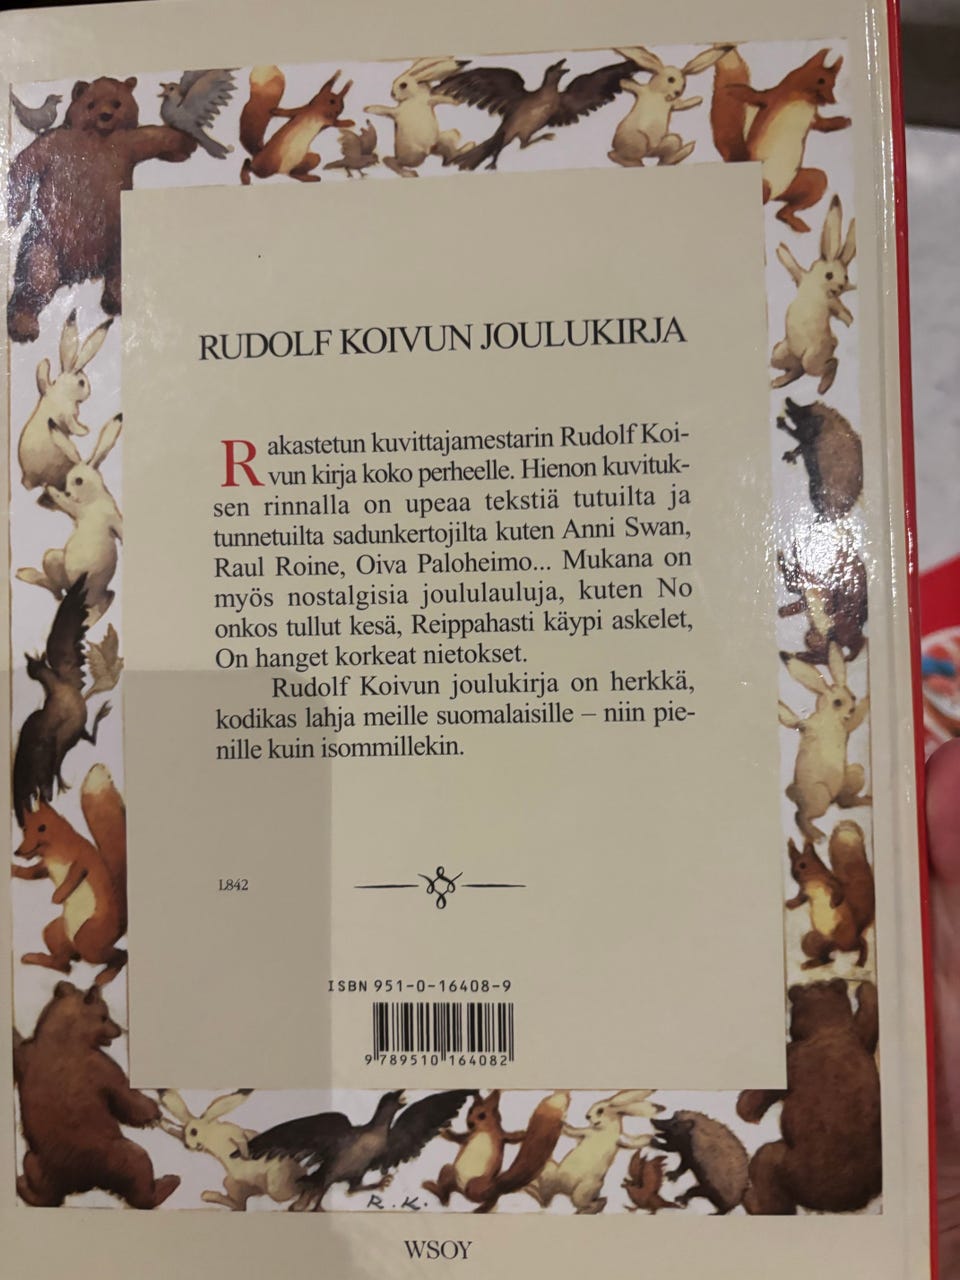 RUDOLF KOIVUN JOULUKIRJA
Rakastetun kuvittajamestarin Rudolf Koi-
vun kirja koko perheelle. Hienon kuvituk-
sen rinnalla on upeaa tekstiä tutuilta ja
tunnetuilta sadunkertojilta kuten Anni Swan,
Raul Roine, Oiva Paloheimo... Mukana on
myös nostalgisia joululauluja, kuten No
onkos tullut kesä, Reippahasti käypi askelet,
On hanget korkeat nietokset.
Rudolf Koivun joulukirja on herkkä,
kodikas lahja meille suomalaisille – niin pie-
nille kuin isommillekin.
L842
ISBN 951-0-16408-9
9 789510 164082
R.K.
WSOY